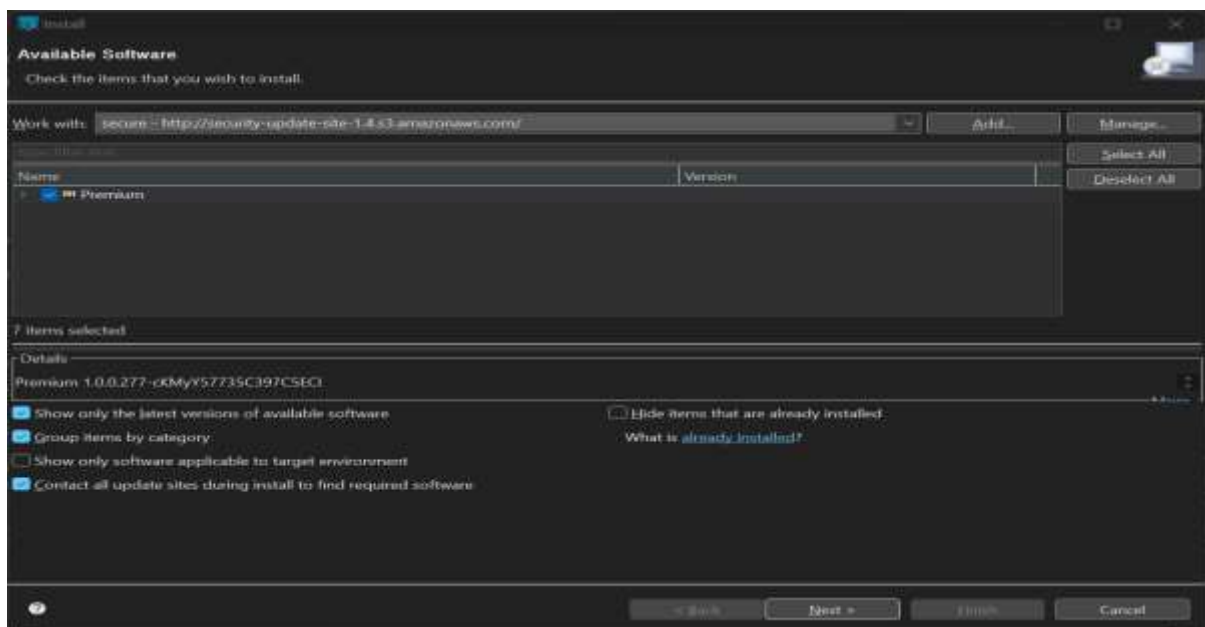 Install
Available Software
Check the items that you wish to install.
Work with: secure - http://security-update-site-1.4.s3.amazonaws.com/ Add... Manage...
type filter text Select All
Name Version Deselect All
Premium
7 items selected
Details
Premium 1.0.0.277-
More...
Show only the latest versions of available software Hide items that are already installed
Group items by category What is already installed?
Show only software applicable to target environment
Contact all update sites during install to find required software
< Back Next > Finish Cancel